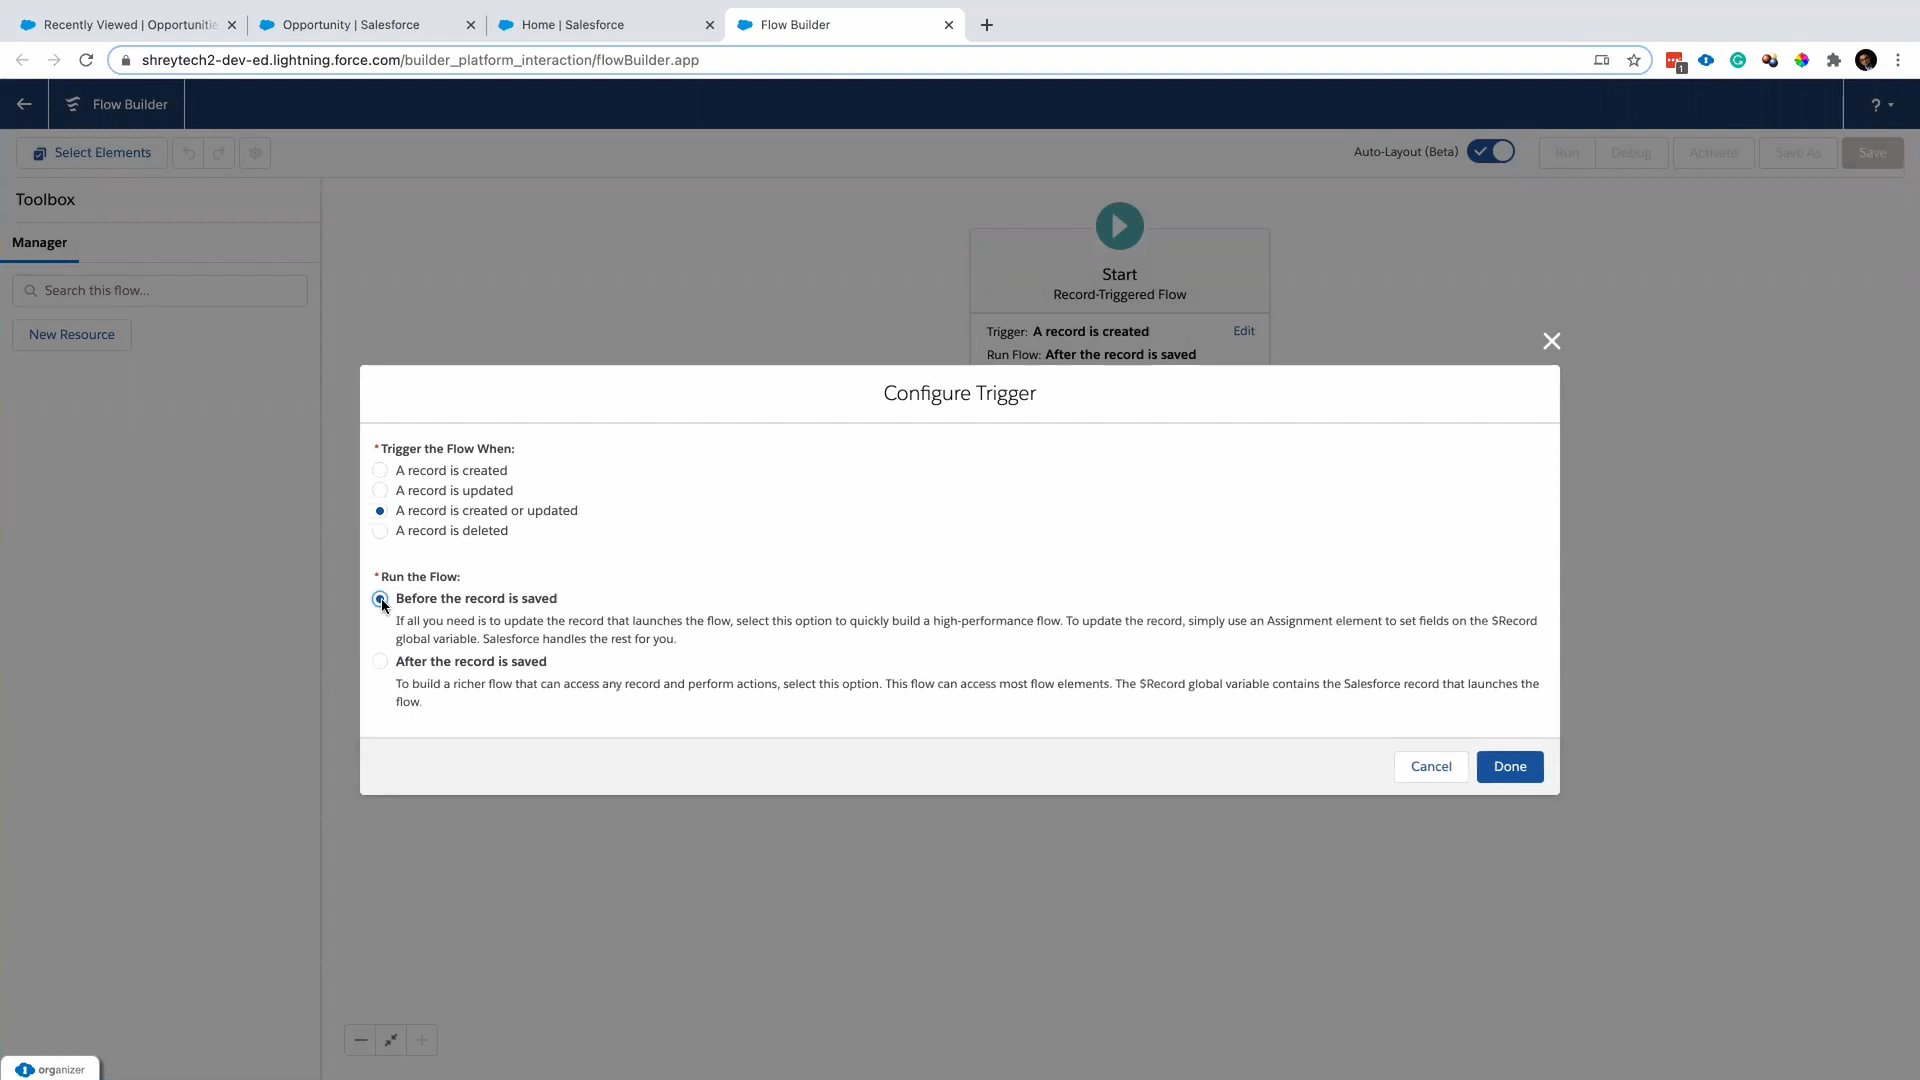 Recently Viewed | Opportunitie
Opportunity | Salesforce
Home | Salesforce
Flow Builder
shreytech2-dev-ed.lightning.force.com/builder_platform_interaction/flowBuilder.app
1
Flow Builder
?
Select Elements
Auto-Layout (Beta)
Run
Debug
Activate
Save As
Save
Toolbox
Manager
Search this flow...
New Resource
Start
Record-Triggered Flow
Trigger: A record is created
Edit
Run Flow: After the record is saved
Configure Trigger
*Trigger the Flow When:
A record is created
A record is updated
A record is created or updated
A record is deleted
*Run the Flow:
Before the record is saved
If all you need is to update the record that launches the flow, select this option to quickly build a high-performance flow. To update the record, simply use an Assignment element to set fields on the $Record
global variable. Salesforce handles the rest for you.
After the record is saved
To build a richer flow that can access any record and perform actions, select this option. This flow can access most flow elements. The $Record global variable contains the Salesforce record that launches the
flow.
Cancel
Done
organizer